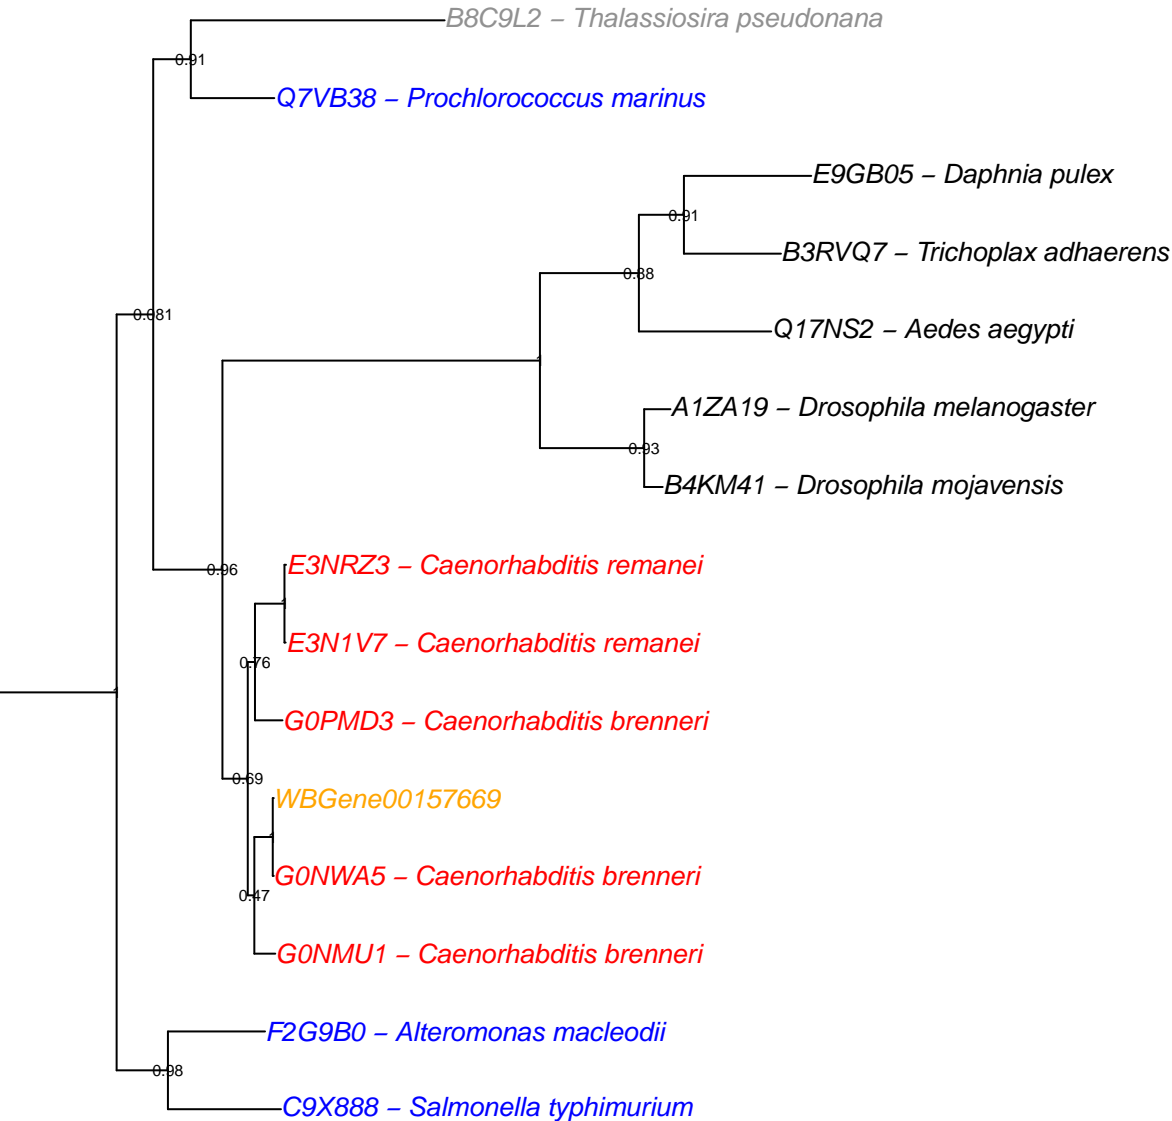 B8C9L2 – Thalassiosira pseudonana
0.91
Q7VB38 – Prochlorococcus marinus
E9GB05 – Daphnia pulex
0.91
B3RVQ7 – Trichoplax adhaerens
0.88
0.081
Q17NS2 – Aedes aegypti
1
A1ZA19 – Drosophila melanogaster
0.93
B4KM41 – Drosophila mojavensis
E3NRZ3 – Caenorhabditis remanei
0.96
1
E3N1V7 – Caenorhabditis remanei
0.76
1
G0PMD3 – Caenorhabditis brenneri
0.69
WBGene00157669
1
G0NWA5 – Caenorhabditis brenneri
0.47
G0NMU1 – Caenorhabditis brenneri
F2G9B0 – Alteromonas macleodii
0.98
C9X888 – Salmonella typhimurium